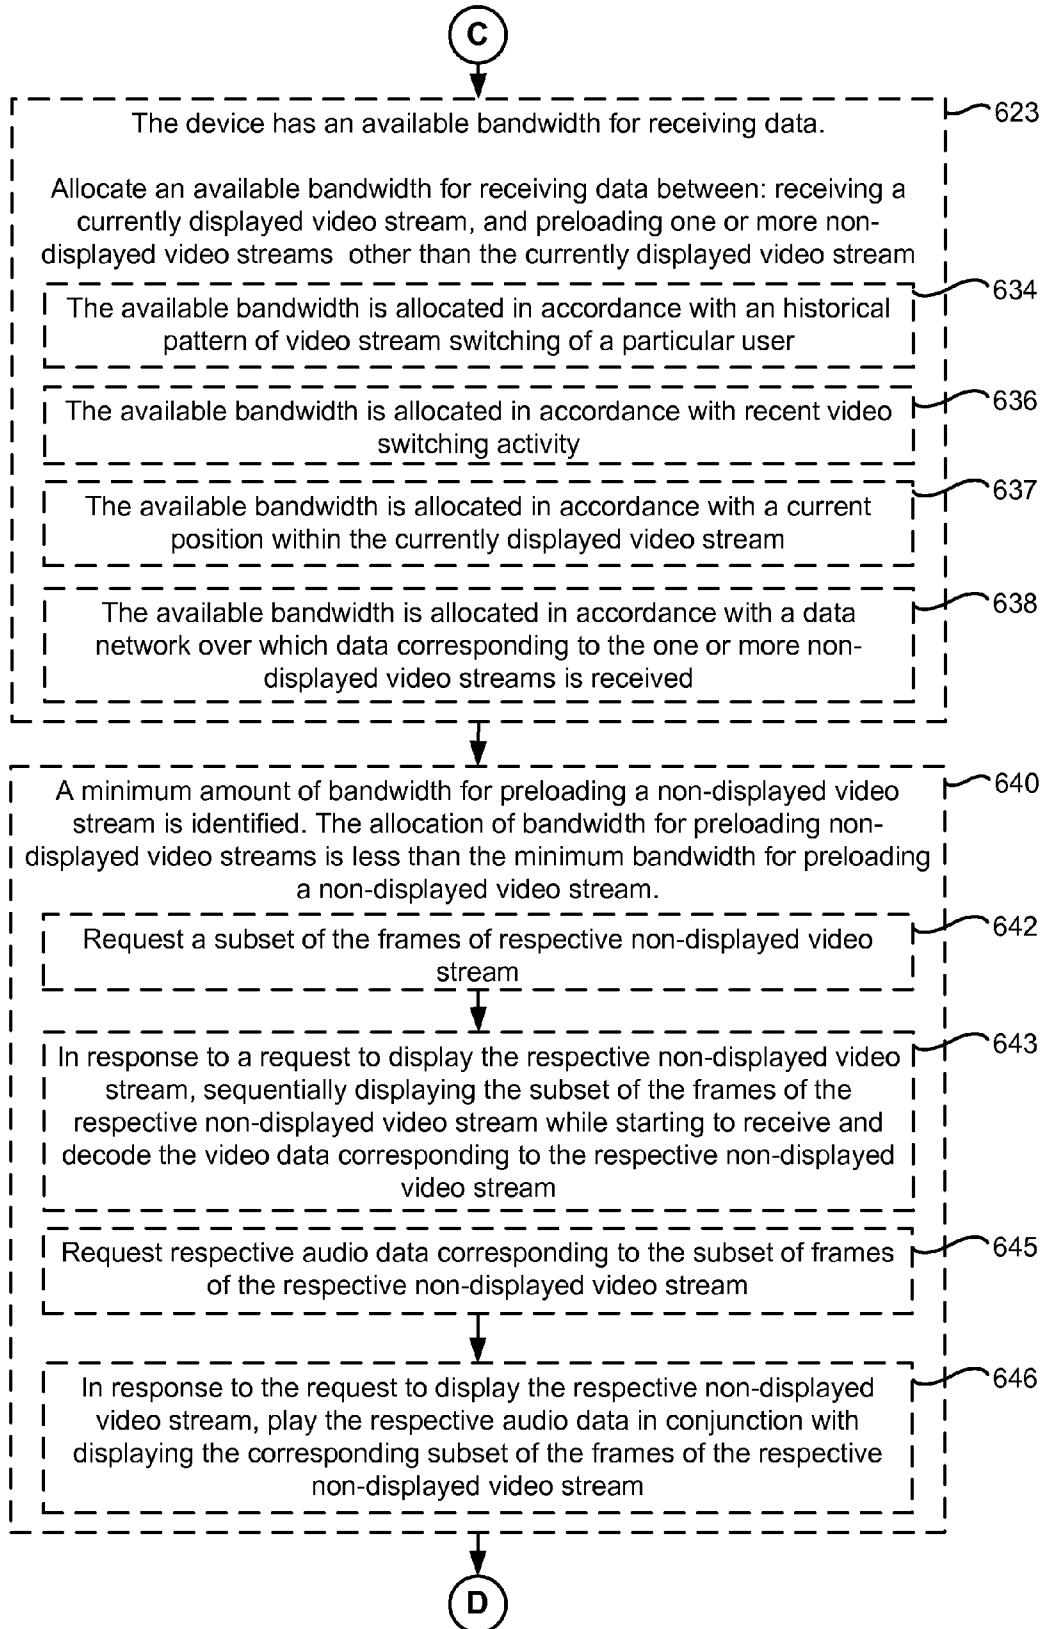 C
The device has an available bandwidth for receiving data.
623
Allocate an available bandwidth for receiving data between: receiving a
currently displayed video stream, and preloading one or more non-
displayed video streams other than the currently displayed video stream
634
The available bandwidth is allocated in accordance with an historical
pattern of video stream switching of a particular user
636
The available bandwidth is allocated in accordance with recent video
switching activity
637
The available bandwidth is allocated in accordance with a current
position within the currently displayed video stream
638
The available bandwidth is allocated in accordance with a data
network over which data corresponding to the one or more non-
displayed video streams is received
640
A minimum amount of bandwidth for preloading a non-displayed video
stream is identified. The allocation of bandwidth for preloading non-
displayed video streams is less than the minimum bandwidth for preloading
a non-displayed video stream.
642
Request a subset of the frames of respective non-displayed video
stream
643
In response to a request to display the respective non-displayed video
stream, sequentially displaying the subset of the frames of the
respective non-displayed video stream while starting to receive and
decode the video data corresponding to the respective non-displayed
video stream
645
Request respective audio data corresponding to the subset of frames
of the respective non-displayed video stream
646
In response to the request to display the respective non-displayed
video stream, play the respective audio data in conjunction with
displaying the corresponding subset of the frames of the respective
non-displayed video stream
D